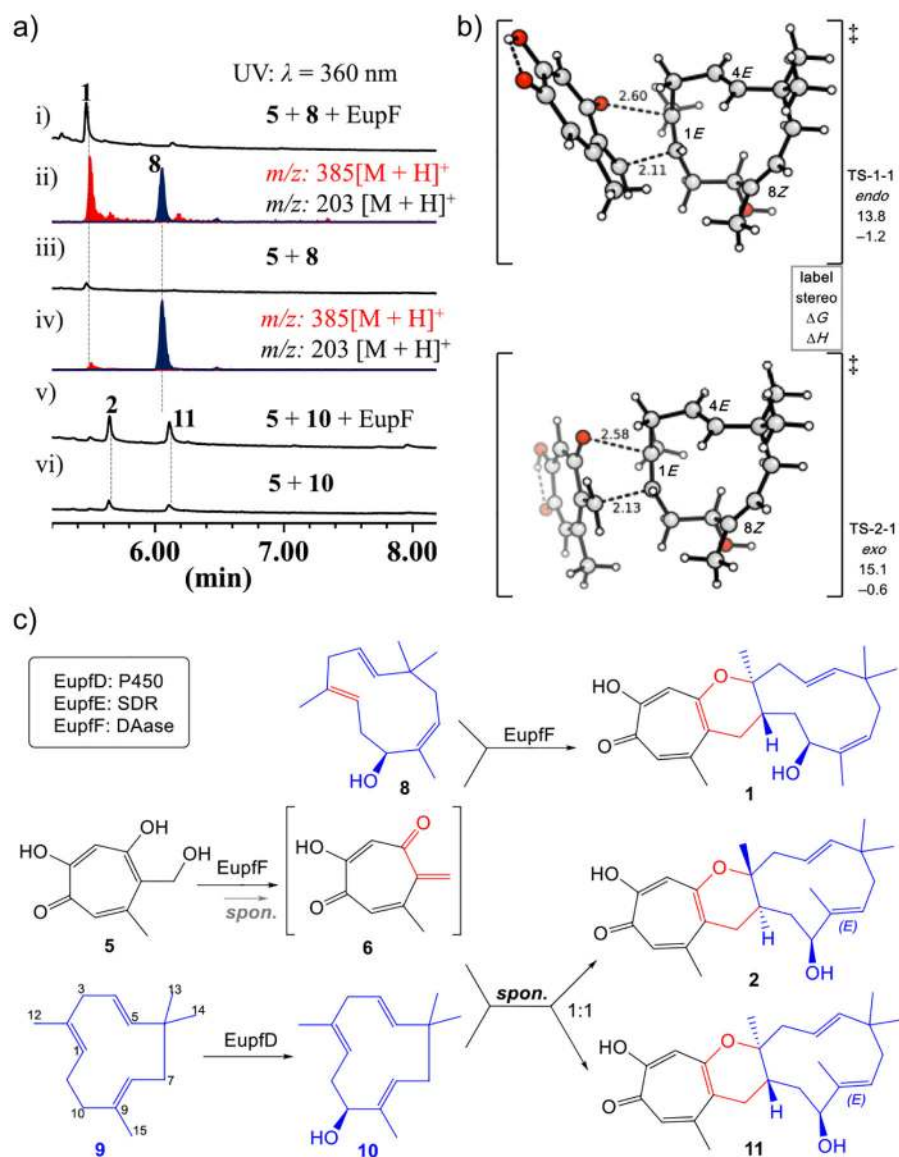 a)
UV: λ = 360 nm
1
i)
5 + 8 + EupF
ii)
8
m/z: 385[M + H]+
m/z: 203 [M + H]+
iii)
5 + 8
iv)
m/z: 385[M + H]+
m/z: 203 [M + H]+
v)
2
11
5 + 10 + EupF
vi)
5 + 10
6.00
7.00
8.00
(min)
b)
‡
2.60
4E
1E
2.11
8Z
TS-1-1
endo
13.8
–1.2
label
stereo
ΔG
ΔH
‡
2.58
4E
1E
2.13
8Z
TS-2-1
exo
15.1
–0.6
c)
EupfD: P450
EupfE: SDR
EupfF: DAase
HO
8
EupfF
HO
O
O
H
HO
1
HO
OH
OH
O
5
EupfF
spon.
O
HO
O
6
HO
O
O
H
OH
(E)
2
3
13
12
5
14
1
7
10
9
15
9
EupfD
HO
10
spon.
1:1
HO
O
O
H
OH
(E)
11